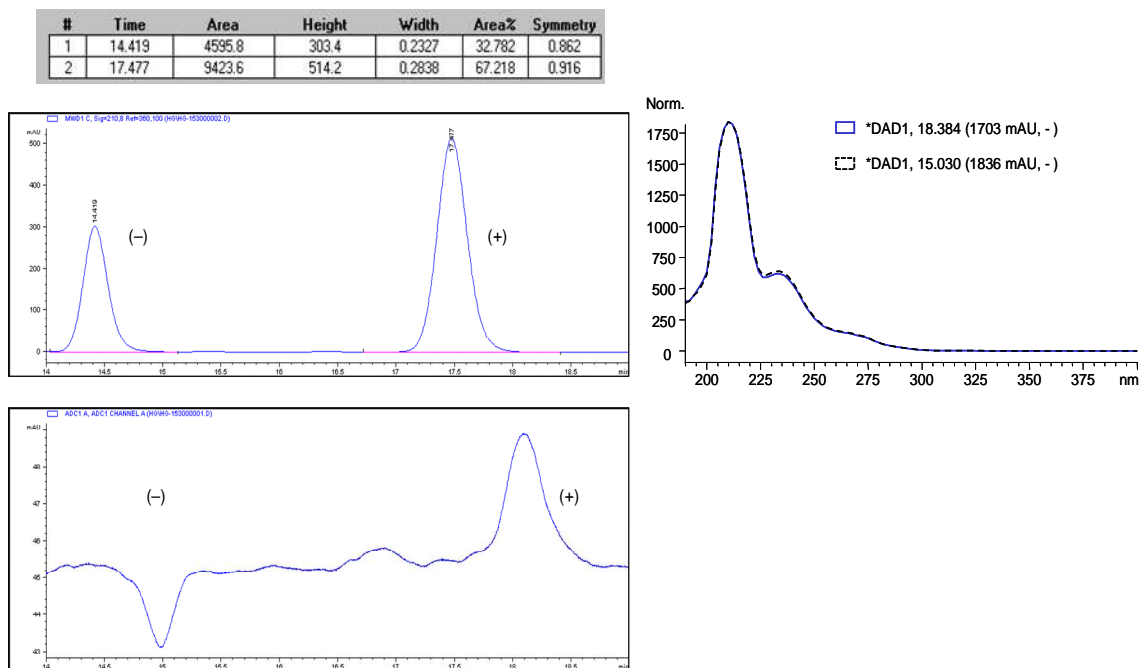 # Time Area Height Width Area% Symmetry
1 14.419 4595.8 303.4 0.2327 32.782 0.862
2 17.477 9423.6 514.2 0.2838 67.218 0.916
MWD1 C, Sig=210,8 Ref=360,100 (HG\HG-153000002.D)
mAU
500
400
300
200
100
0
14.419
(–)
17.477
(+)
14 14.5 15 15.5 16 16.5 17 17.5 18 18.5 min
Norm.
1750
1500
1250
1000
750
500
250
0
*DAD1, 18.384 (1703 mAU, - )
*DAD1, 15.030 (1836 mAU, - )
200 225 250 275 300 325 350 375 nm
ADC1 A, ADC1 CHANNEL A (HG\HG-153000001.D)
mAU
48
47
46
45
44
43
(–)
(+)
14 14.5 15 15.5 16 16.5 17 17.5 18 18.5 min